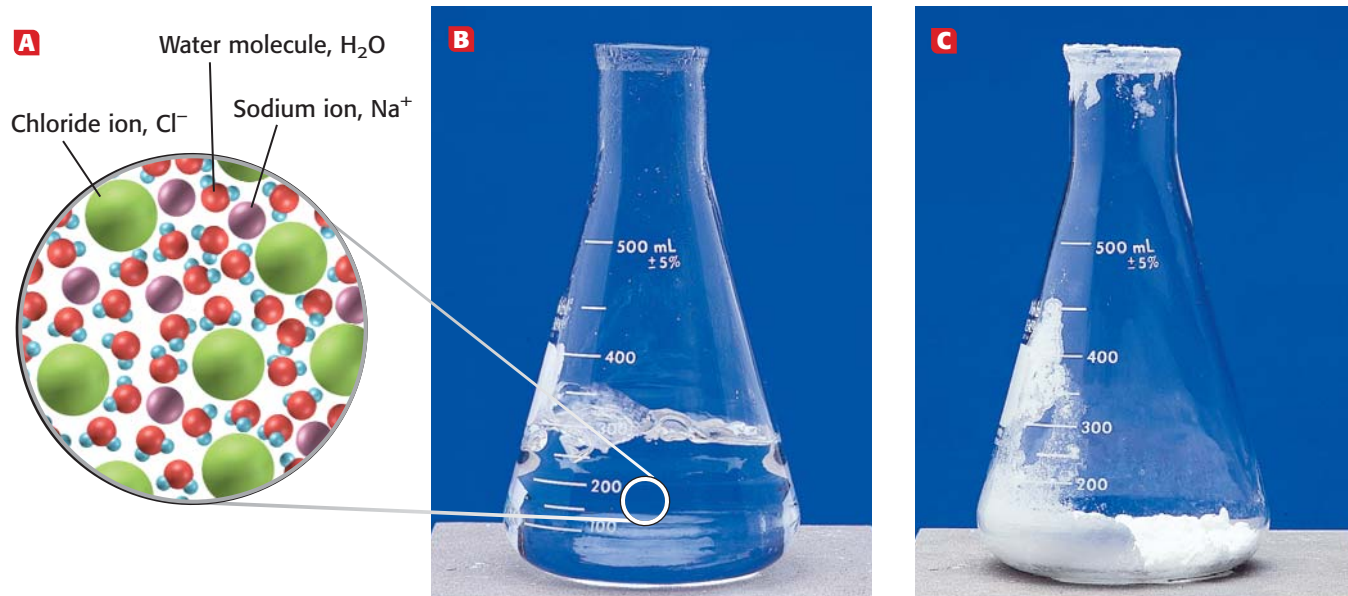 A
Water molecule, H₂O
Sodium ion, Na⁺
Chloride ion, Cl⁻
B
500 mL
±5%
400
300
200
100
C
500 mL
±5%
400
300
200